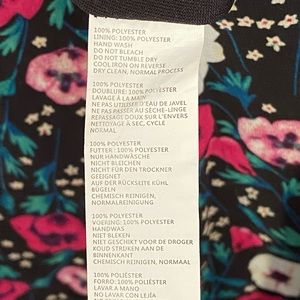 100% POLYESTER
LINING: 100% POLYESTER
HAND WASH
DO NOT BLEACH
DO NOT TUMBLE DRY
COOL IRON ON REVERSE
DRY CLEAN, NORMAL PROCESS
100% POLYESTER
DOUBLURE: 100% POLYESTER
LAVAGE À LA MAIN
NE PAS UTILISER D'EAU DE JAVEL
NE PAS PASSER AU SÈCHE-LINGE
REPASSAGE DOUX SUR L'ENVERS
NETTOYAGE À SEC, CYCLE
NORMAL
100% POLYESTER
FUTTER: 100% POLYESTER
NUR HANDWÄSCHE
NICHT BLEICHEN
NICHT FÜR DEN TROCKNER
GEEIGNET
AUF DER RÜCKSEITE KÜHL
BÜGELN
CHEMISCH REINIGEN,
NORMALREINIGUNG
100% POLYESTER
VOERING: 100% POLYESTER
HANDWAS
NIET BLEKEN
NIET GESCHIKT VOOR DE DROGER
KOUD STRIJKEN AAN DE
BINNENKANT
CHEMISCH REINIGEN, NORMAAL
100% POLIÉSTER
FORRO: 100% POLIÉSTER
LAVAR A MANO
NO LAVAR CON LEJÍA